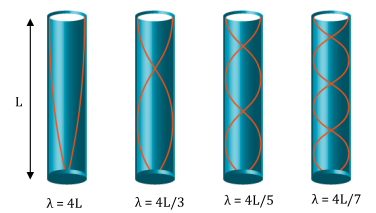 L
λ = 4L
λ = 4L/3
λ = 4L/5
λ = 4L/7